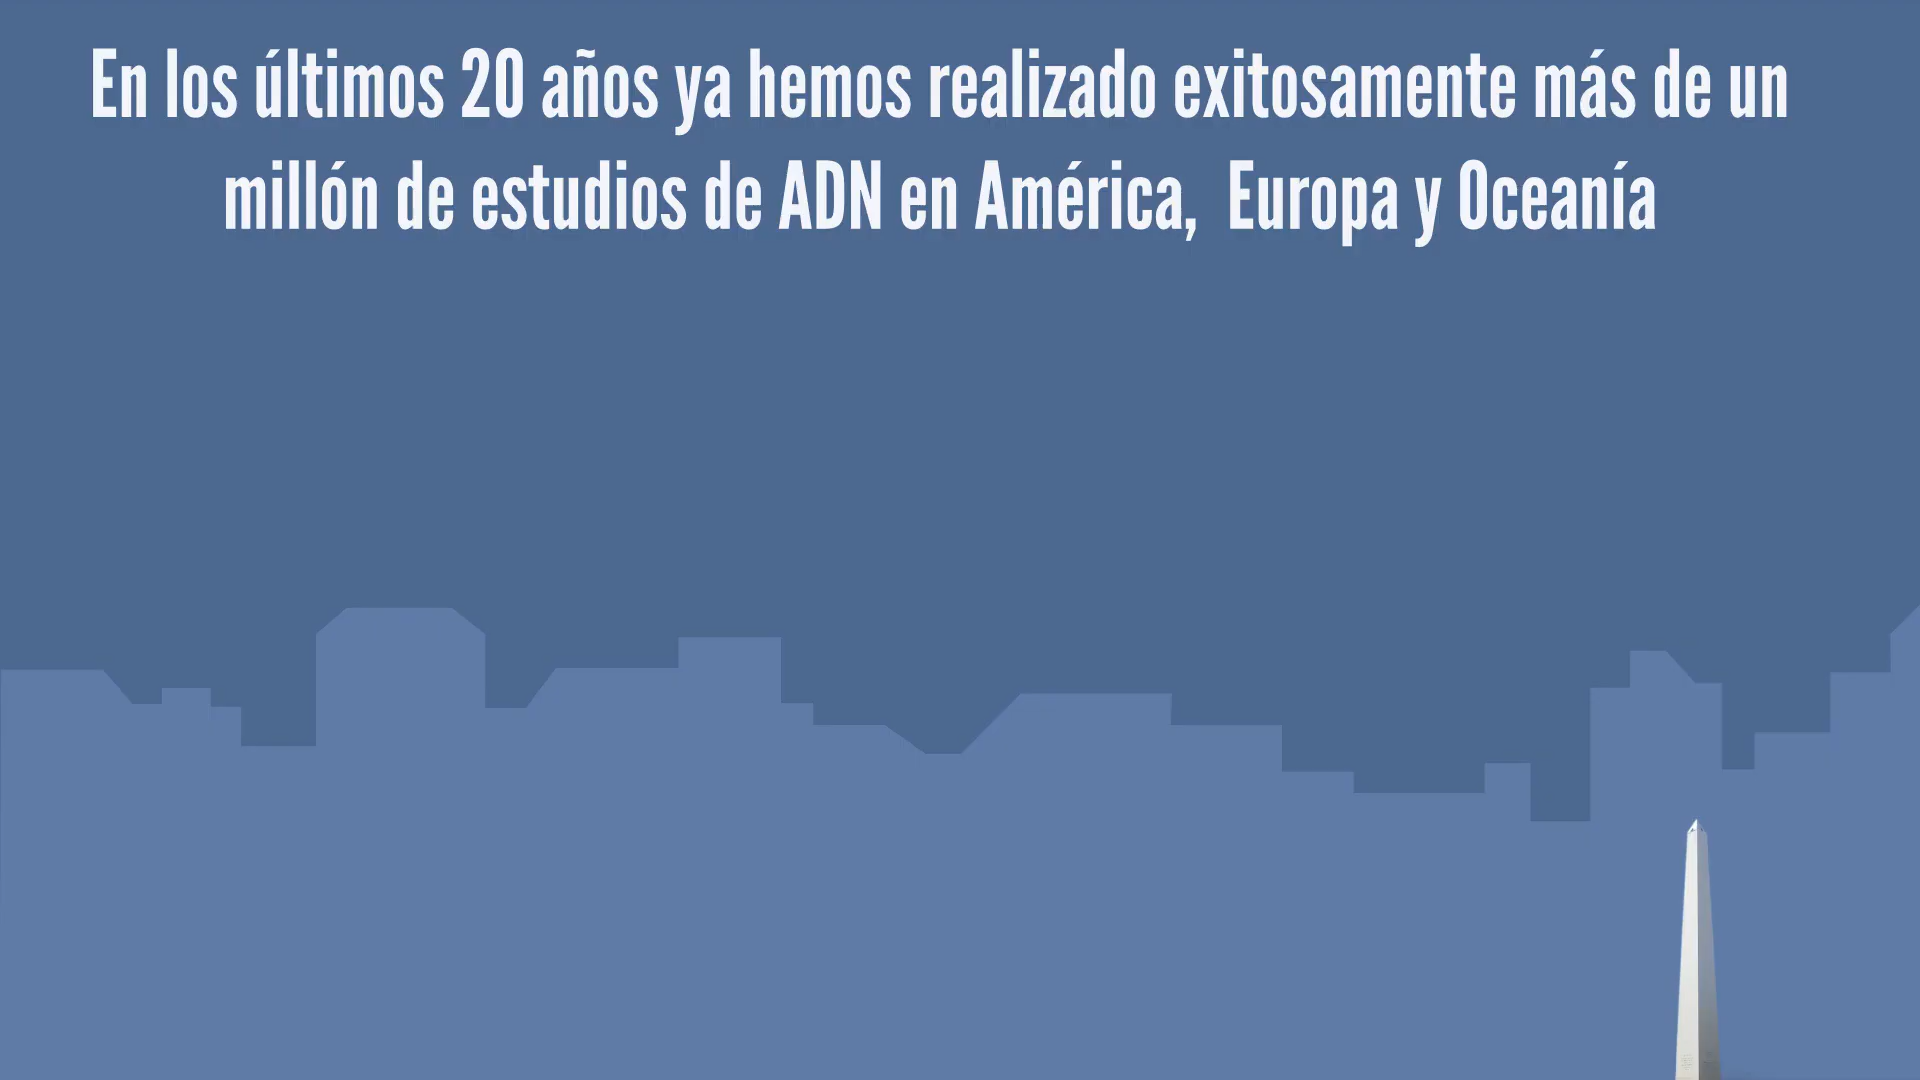 En los últimos 20 años ya hemos realizado exitosamente más de un
millón de estudios de ADN en América, Europa y Oceanía